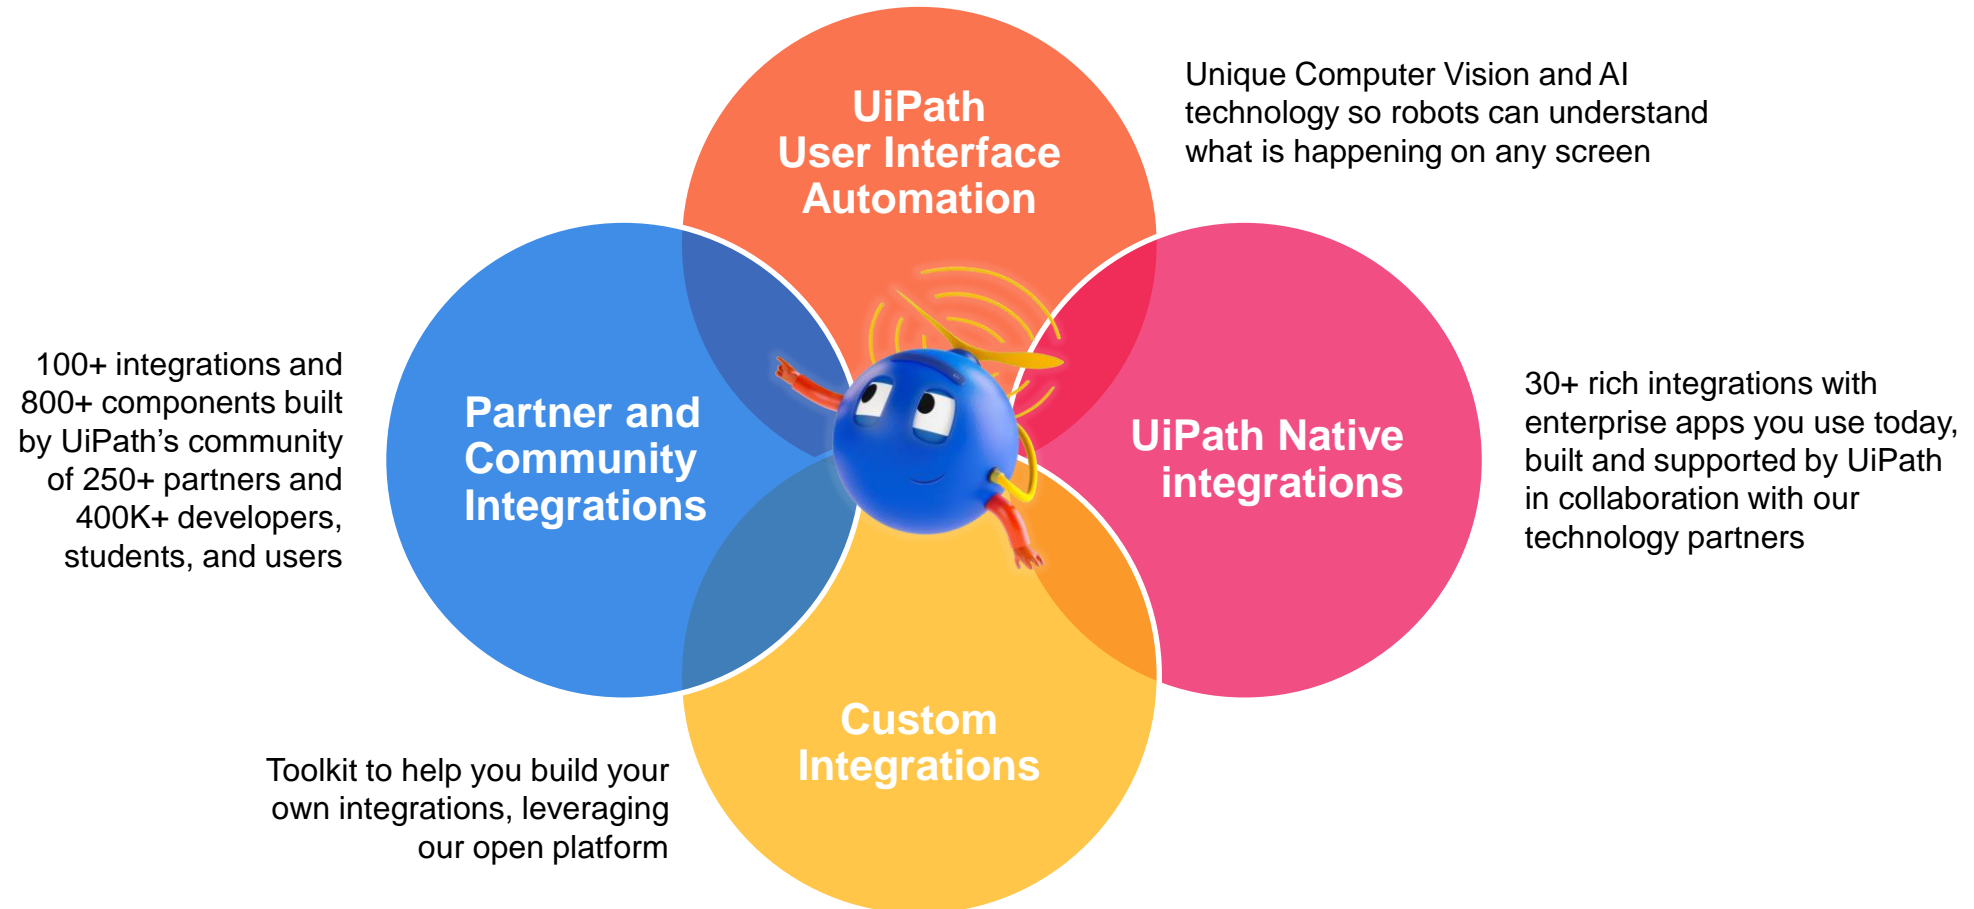 UiPath
User Interface
Automation
Unique Computer Vision and AI
technology so robots can understand
what is happening on any screen
100+ integrations and
800+ components built
by UiPath's community
of 250+ partners and
400K+ developers,
students, and users
Partner and
Community
Integrations
UiPath Native
integrations
30+ rich integrations with
enterprise apps you use today,
built and supported by UiPath
in collaboration with our
technology partners
Custom
Integrations
Toolkit to help you build your
own integrations, leveraging
our open platform